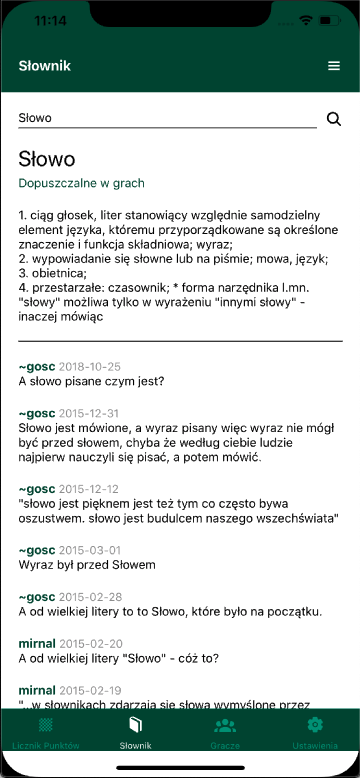 11:14
Słownik
Słowo
Słowo
Dopuszczalne w grach
1. ciąg głosek, liter stanowiący względnie samodzielny
element języka, któremu przyporządkowane są określone
znaczenie i funkcja składniowa; wyraz;
2. wypowiadanie się słowne lub na piśmie; mowa, język;
3. obietnica;
4. przestarzałe: czasownik; * forma narzędnika l.mn.
"słowy" możliwa tylko w wyrażeniu "innymi słowy" -
inaczej mówiąc
~gosc 2018-10-25
A słowo pisane czym jest?
~gosc 2015-12-31
Słowo jest mówione, a wyraz pisany więc wyraz nie mógł
być przed słowem, chyba że według ciebie ludzie
najpierw nauczyli się pisać, a potem mówić.
~gosc 2015-12-12
"słowo jest pięknem jest też tym co często bywa
oszustwem. słowo jest budulcem naszego wszechświata"
~gosc 2015-03-01
Wyraz był przed Słowem
~gosc 2015-02-28
A od wielkiej litery to to Słowo, które było na początku.
mirnal 2015-02-20
A od wielkiej litery "Słowo" - cóż to?
mirnal 2015-02-19
"...w słownikach zdarzają się słowa wymyślone przez
Licznik Punktów Słownik Gracze Ustawienia